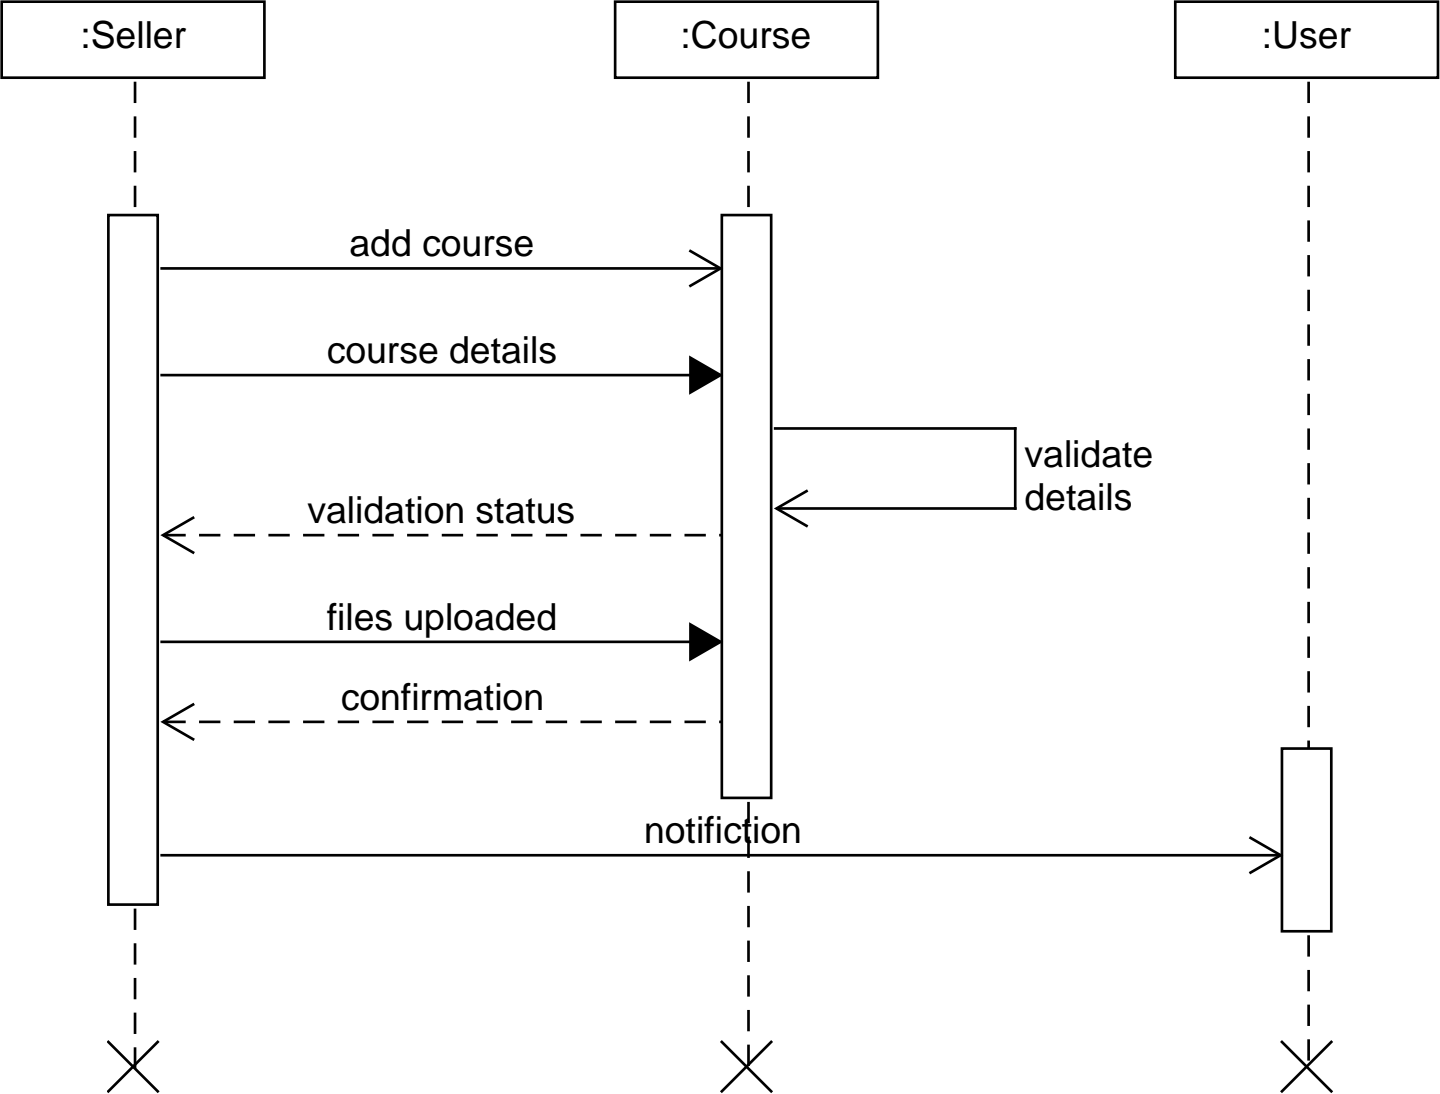 :Seller
:Course
:User
add course
course details
validate
details
validation status
files uploaded
confirmation
notifiction